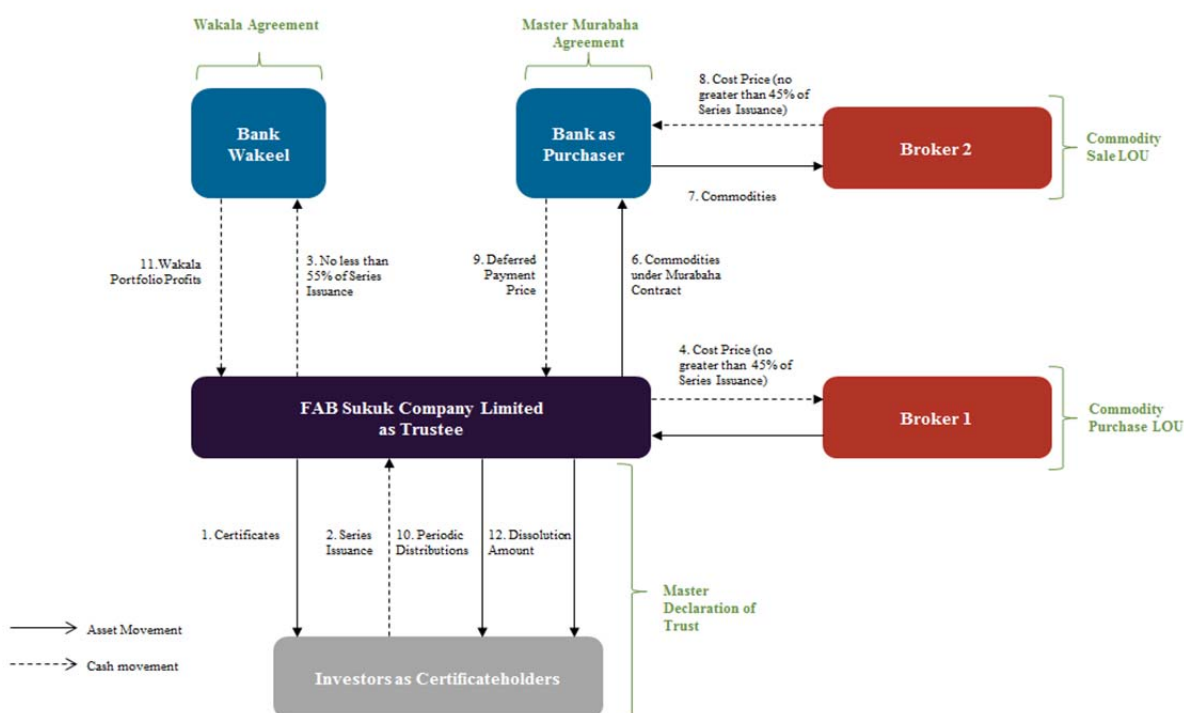 Wakala Agreement
Master Murabaha
Agreement
Bank
Wakeel
Bank as
Purchaser
8. Cost Price (no
greater than 45% of
Series Issuance)
Broker 2
Commodity
Sale LOU
7. Commodities
11.Wakala
Portfolio Profits
3. No less than
55% of Series
Issuance
9. Deferred
Payment
Price
6. Commodities
under Murabaha
Contract
4. Cost Price (no
greater than 45% of
Series Issuance)
FAB Sukuk Company Limited
as Trustee
Broker 1
Commodity
Purchase LOU
1. Certificates
2. Series
Issuance
10. Periodic
Distributions
12. Dissolution
Amount
Master
Declaration of
Trust
Asset Movement
Cash movement
Investors as Certificateholders